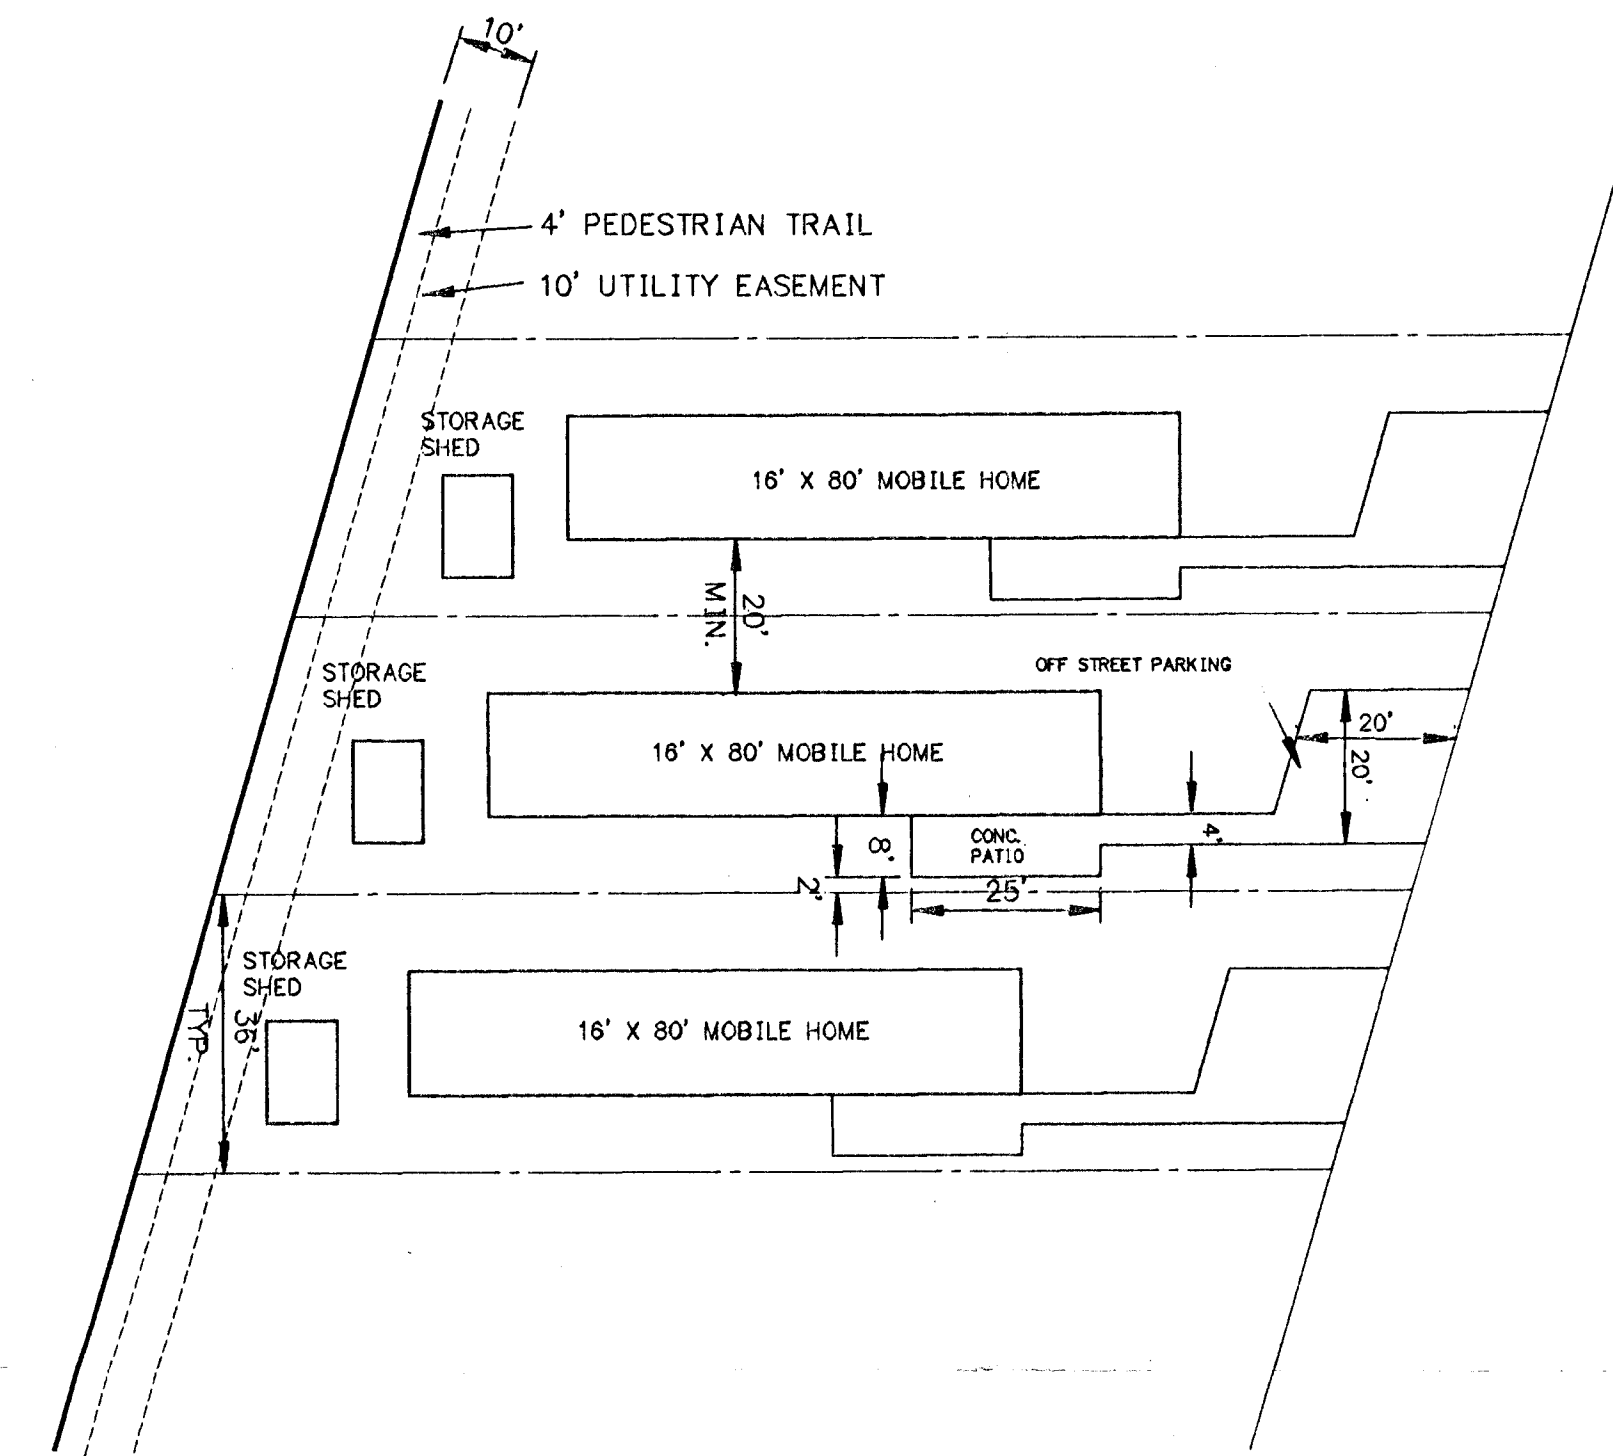 10'
4' PEDESTRIAN TRAIL
10' UTILITY EASEMENT
STORAGE
SHED
16' X 80' MOBILE HOME
20'
MIN.
STORAGE
SHED
OFF STREET PARKING
16' X 80' MOBILE HOME
20'
20'
4'
8'
CONC.
PATIO
2'
25'
STORAGE
SHED
36'
TYP.
16' X 80' MOBILE HOME